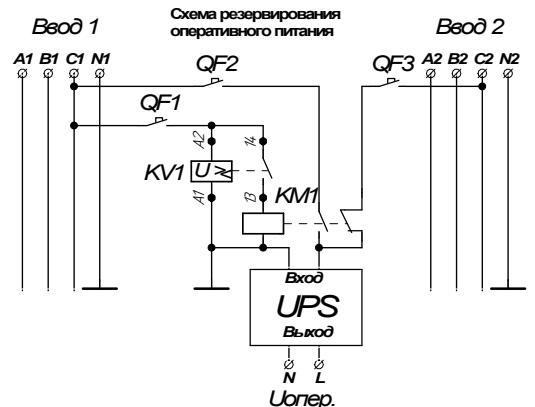 Схема резервирования
оперативного питания
Ввод 1
Ввод 2
A1 B1 C1 N1
A2 B2 C2 N2
QF2
QF3
QF1
A2
14
KV1
U
A1
13
KM1
Вход
UPS
Выход
N L
Uопер.